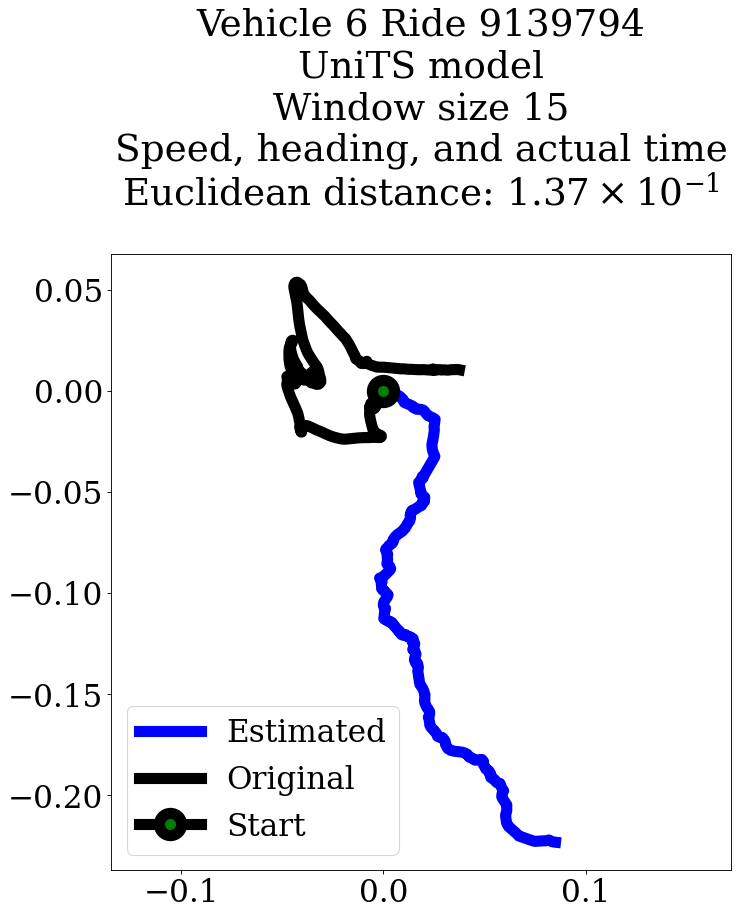 Vehicle 6 Ride 9139794
UniTS model
Window size 15
Speed, heading, and actual time
Euclidean distance: 1.37 × 10⁻¹
0.05
0.00
−0.05
−0.10
−0.15
−0.20
Estimated
Original
Start
−0.1
0.0
0.1